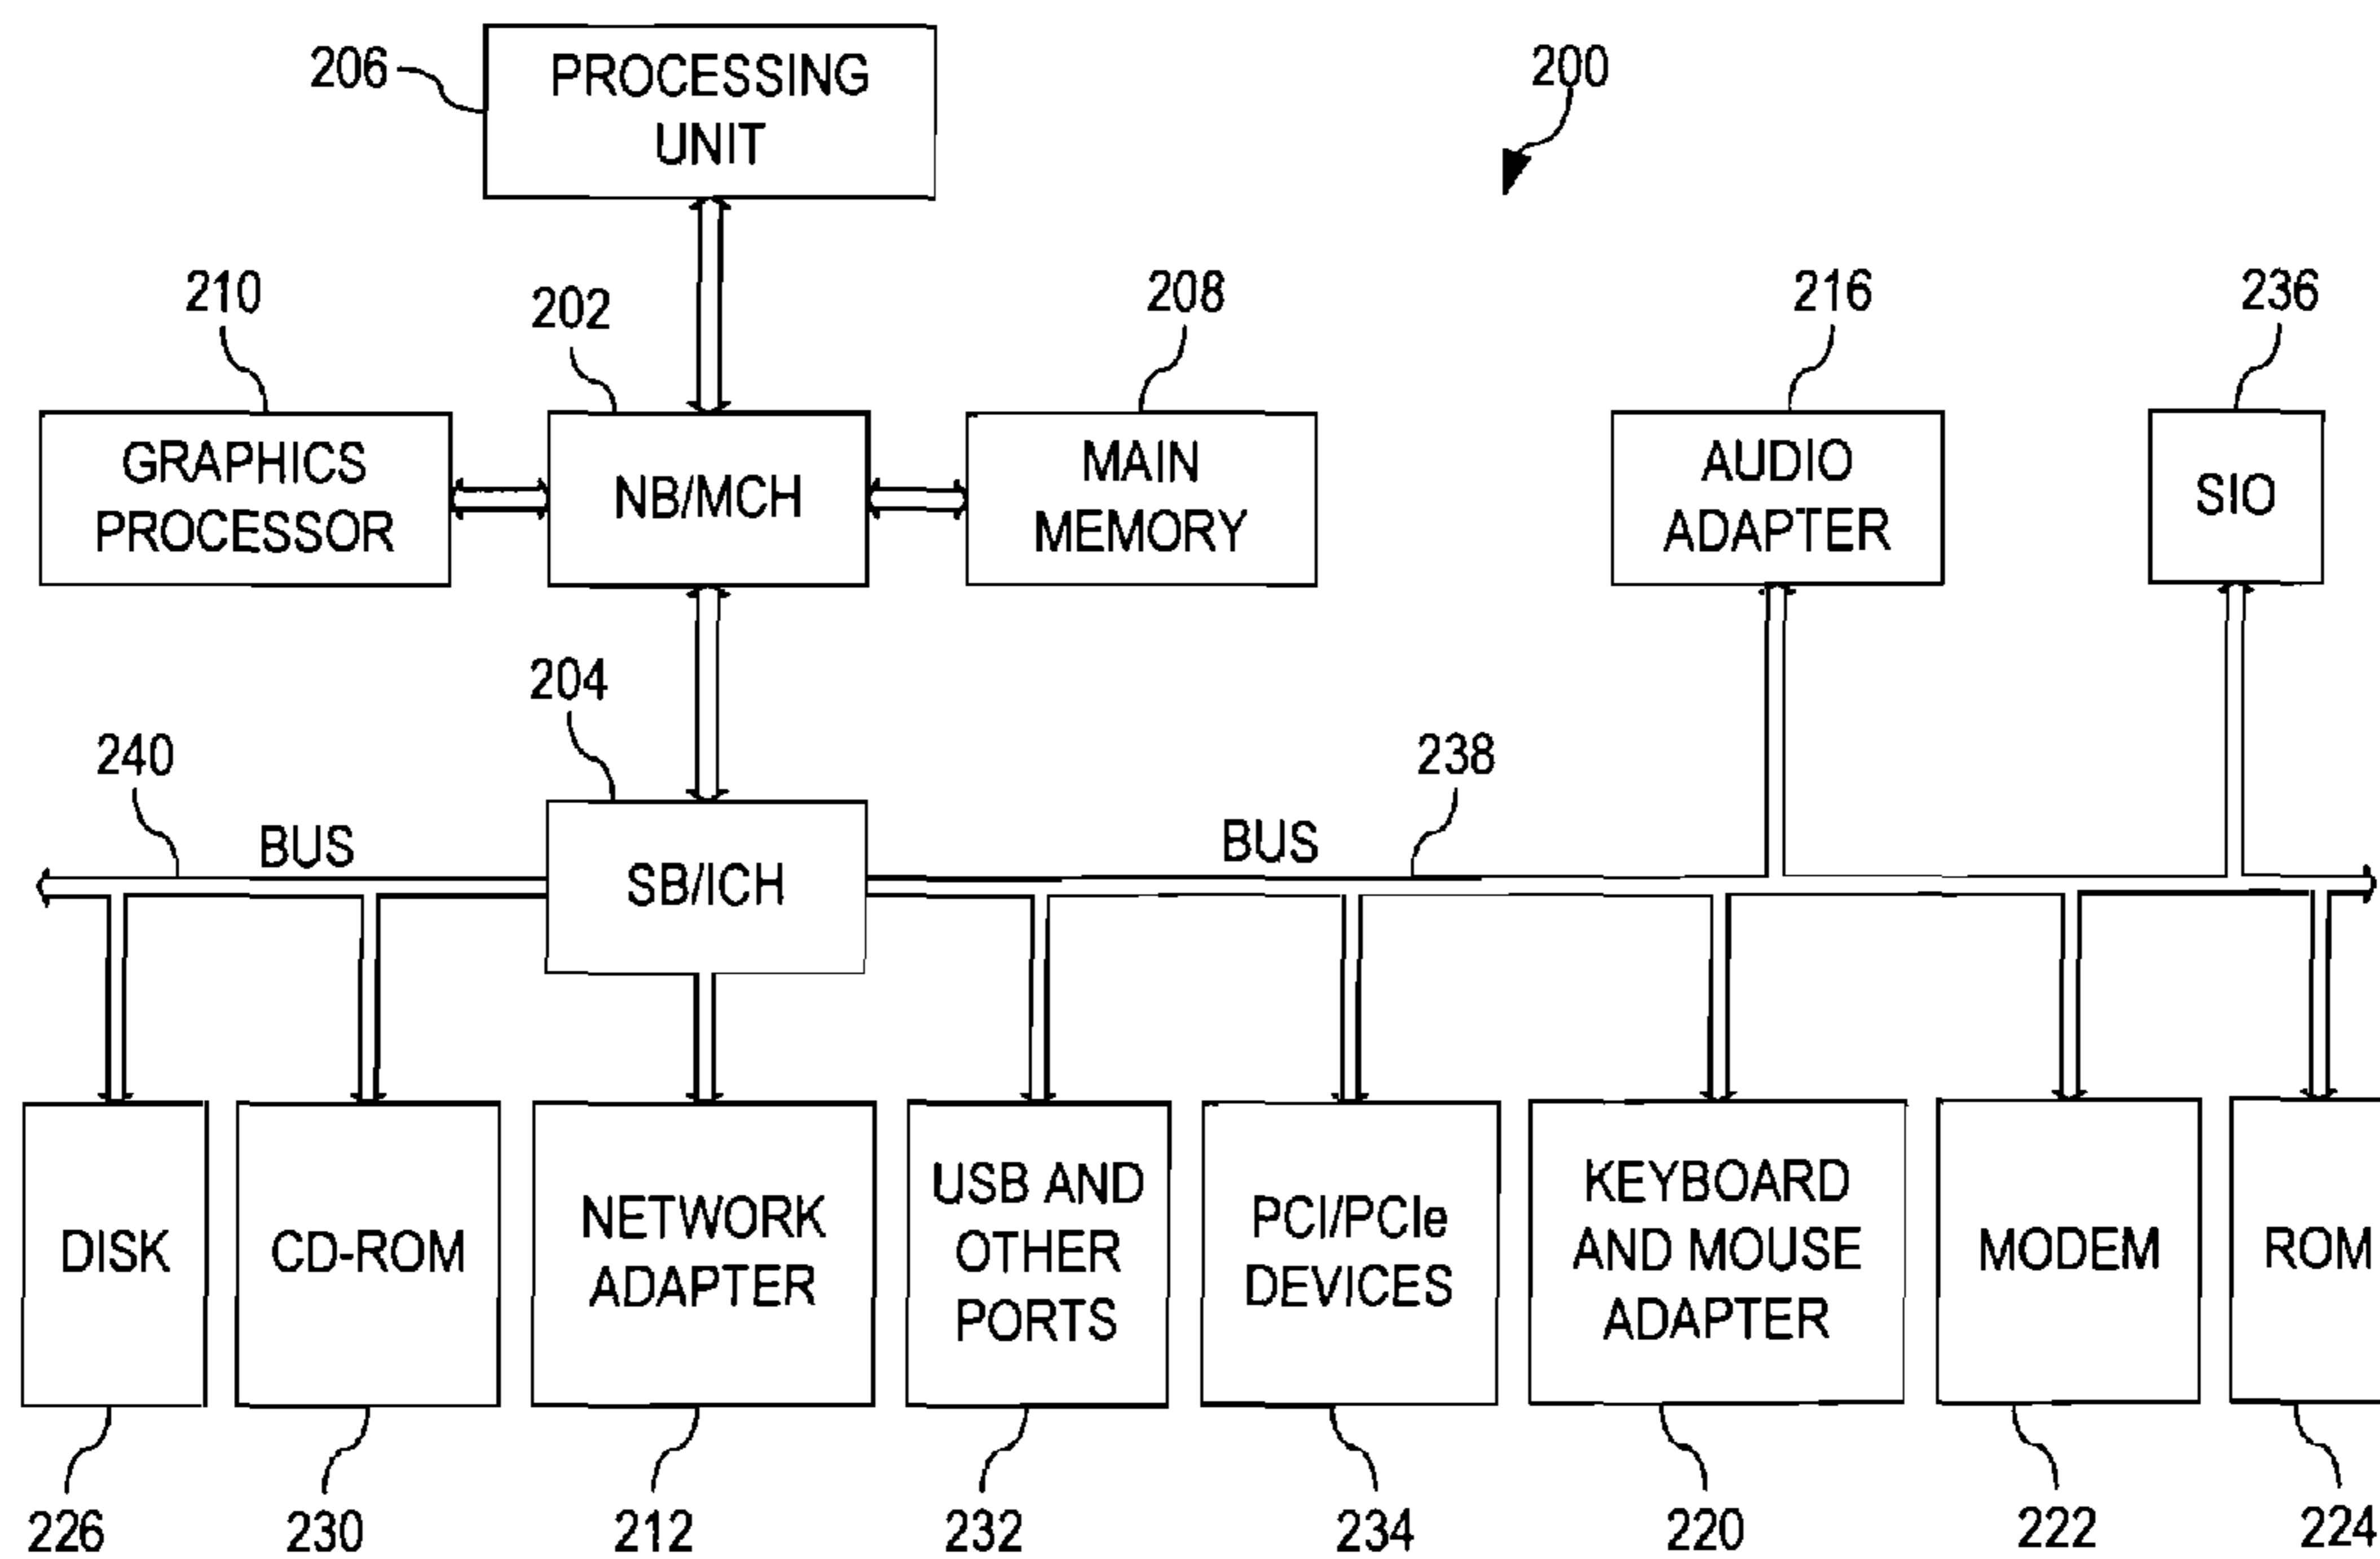 206
PROCESSING
UNIT
200
210
202
208
216
236
GRAPHICS
PROCESSOR
NB/MCH
MAIN
MEMORY
AUDIO
ADAPTER
SIO
204
240
BUS
SB/ICH
BUS
238
DISK
CD-ROM
NETWORK
ADAPTER
USB AND
OTHER
PORTS
PCI/PCIe
DEVICES
KEYBOARD
AND MOUSE
ADAPTER
MODEM
ROM
226
230
212
232
234
220
222
224